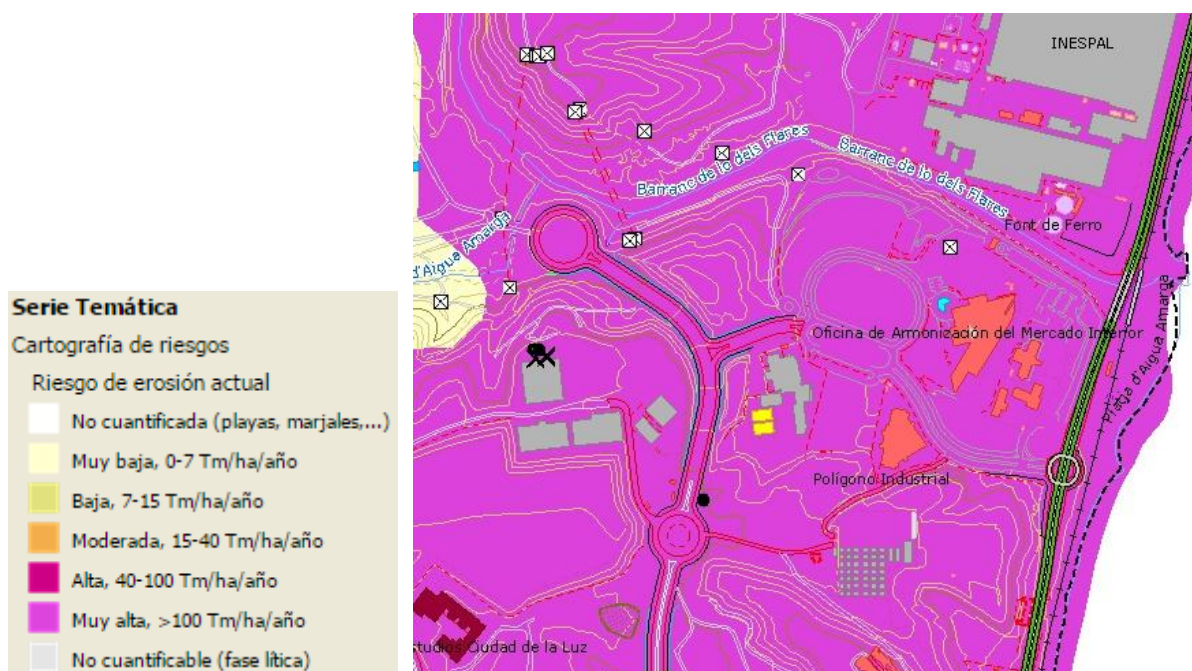 Serie Temática
Cartografía de riesgos
Riesgo de erosión actual
No cuantificada (playas, marjales,...)
Muy baja, 0-7 Tm/ha/año
Baja, 7-15 Tm/ha/año
Moderada, 15-40 Tm/ha/año
Alta, 40-100 Tm/ha/año
Muy alta, >100 Tm/ha/año
No cuantificable (fase lítica)
INESPAL
Barranc de lo dels Flares
Barranc de lo dels Flares
Font de Ferro
d'Aigua Amarga
Oficina de Armonización del Mercado Interior
Platja d'Aigua Amarga
Polígono Industrial
studios Ciudad de la Luz